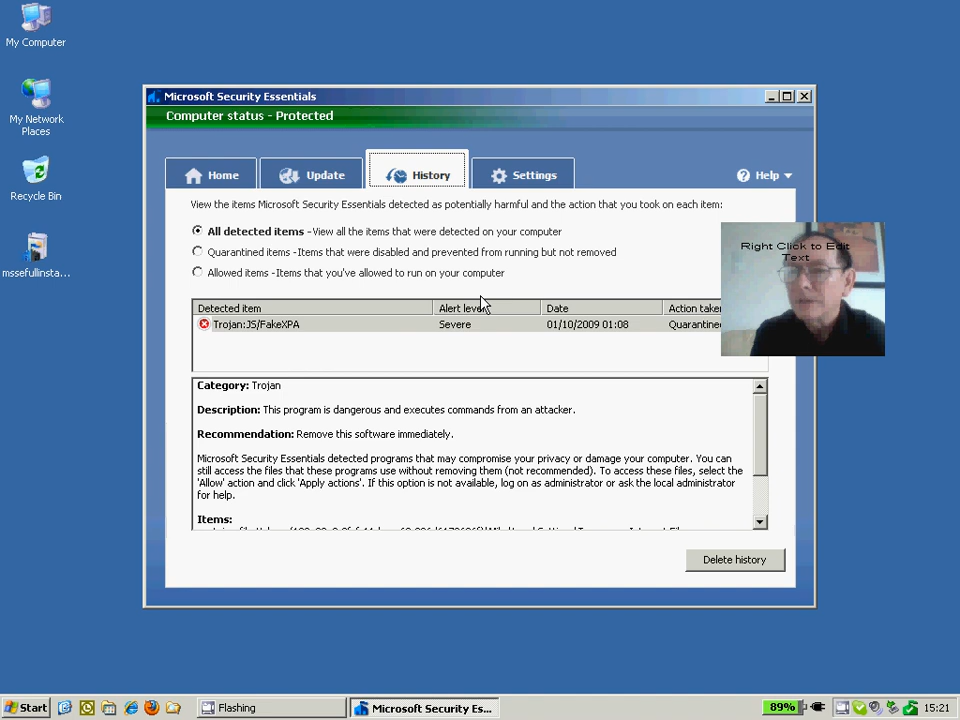 My Computer
My Network
Places
Recycle Bin
mssefullinsta...
Microsoft Security Essentials
Computer status - Protected
Home
Update
History
Settings
Help
View the items Microsoft Security Essentials detected as potentially harmful and the action that you took on each item:
All detected items -View all the items that were detected on your computer
Quarantined items -Items that were disabled and prevented from running but not removed
Allowed items -Items that you've allowed to run on your computer
Right Click to Edit
Text
Detected item Alert level Date Action taken
Trojan:JS/FakeXPA Severe 01/10/2009 01:08 Quarantined
Category: Trojan
Description: This program is dangerous and executes commands from an attacker.
Recommendation: Remove this software immediately.
Microsoft Security Essentials detected programs that may compromise your privacy or damage your computer. You can
still access the files that these programs use without removing them (not recommended). To access these files, select the
'Allow' action and click 'Apply actions'. If this option is not available, log on as administrator or ask the local administrator
for help.
Items:
Delete history
Start
Flashing
Microsoft Security Es...
89%
15:21